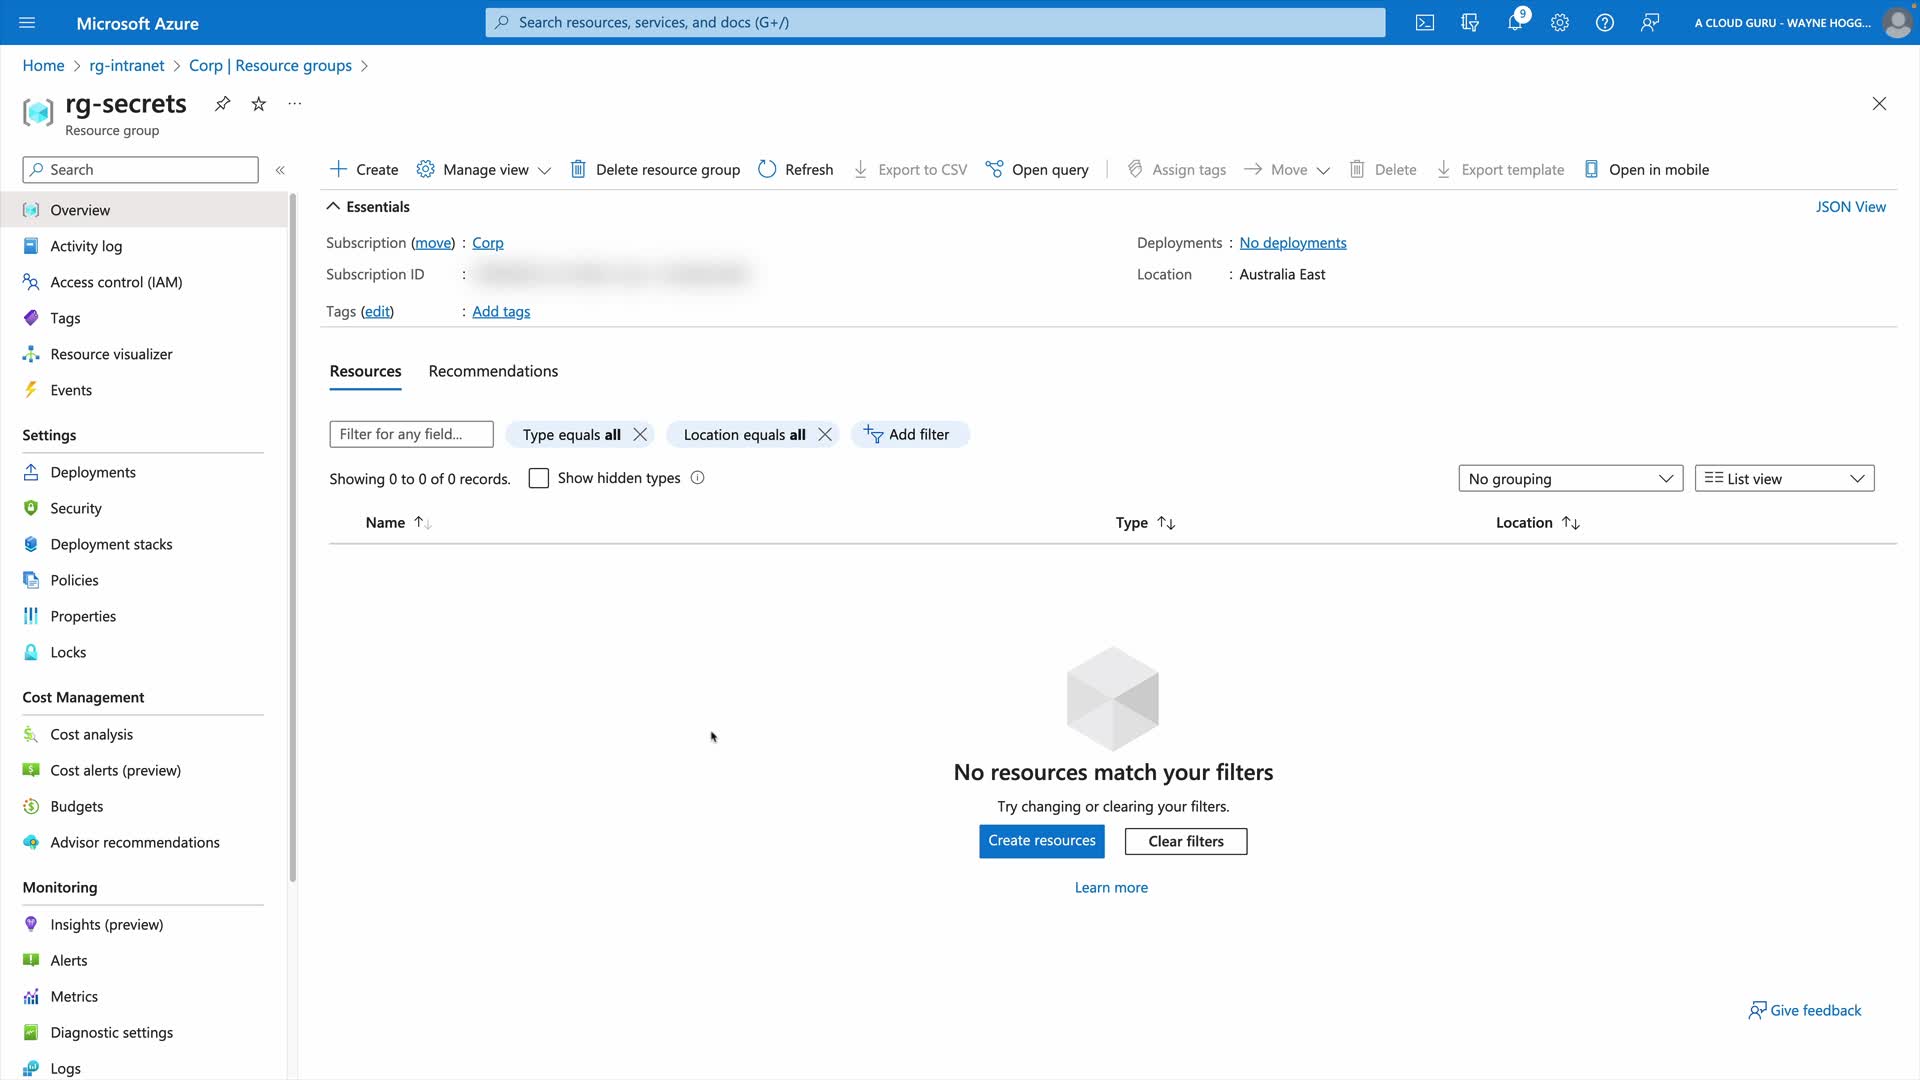 Microsoft Azure
Search resources, services, and docs (G+/)
9
A CLOUD GURU - WAYNE HOGG...
Home > rg-intranet > Corp | Resource groups >
rg-secrets
Resource group
Search
Create
Manage view
Delete resource group
Refresh
Export to CSV
Open query
Assign tags
Move
Delete
Export template
Open in mobile
Overview
Activity log
Access control (IAM)
Tags
Resource visualizer
Events
Settings
Deployments
Security
Deployment stacks
Policies
Properties
Locks
Cost Management
Cost analysis
Cost alerts (preview)
Budgets
Advisor recommendations
Monitoring
Insights (preview)
Alerts
Metrics
Diagnostic settings
Logs
Essentials
JSON View
Subscription (move) : Corp
Subscription ID :
Tags (edit) : Add tags
Deployments : No deployments
Location : Australia East
Resources
Recommendations
Filter for any field...
Type equals all
Location equals all
Add filter
Showing 0 to 0 of 0 records.
Show hidden types
No grouping
List view
Name
Type
Location
No resources match your filters
Try changing or clearing your filters.
Create resources
Clear filters
Learn more
Give feedback